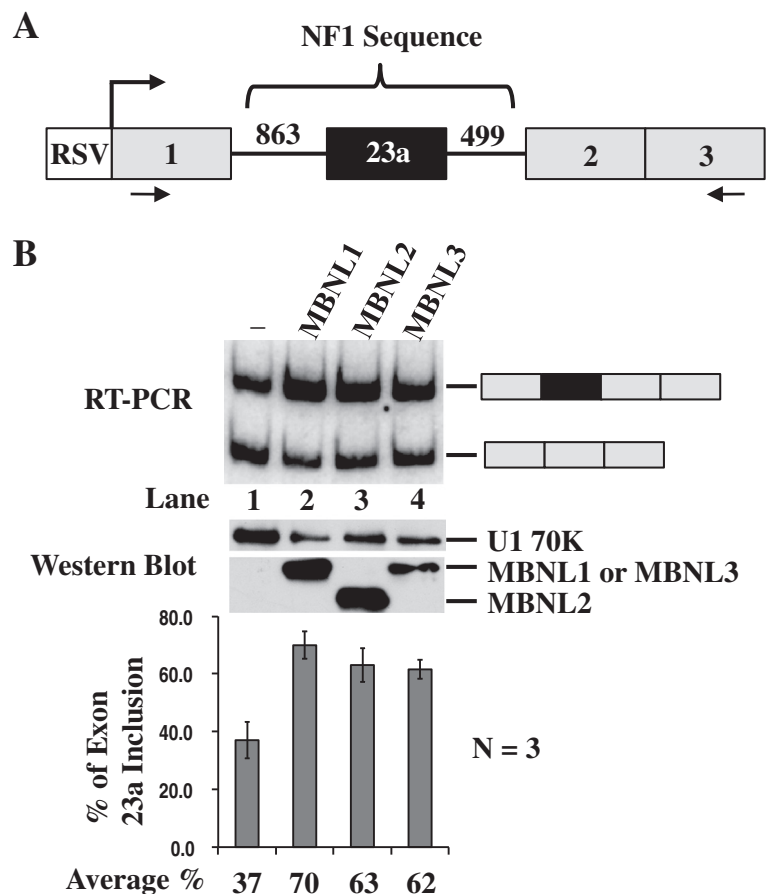 A
NF1 Sequence
RSV 1 863 23a 499 2 3
B
– MBNL1 MBNL2 MBNL3
RT-PCR
Lane 1 2 3 4
U1 70K
Western Blot
MBNL1 or MBNL3
MBNL2
% of Exon
23a Inclusion
80.0
60.0
40.0
20.0
0.0
N = 3
Average % 37 70 63 62